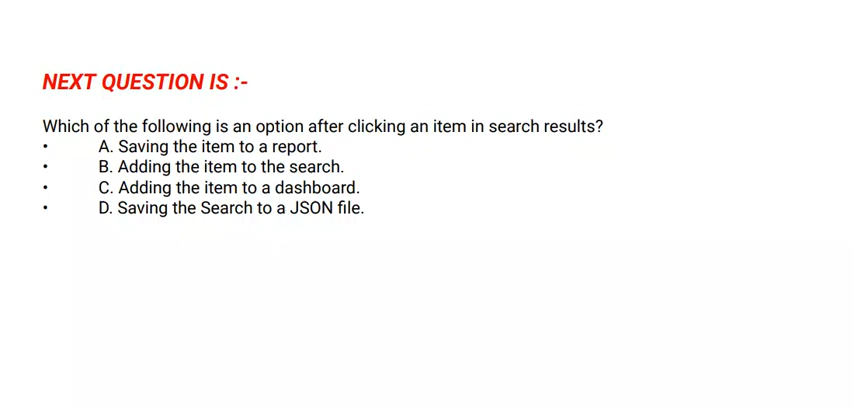 NEXT QUESTION IS :-
Which of the following is an option after clicking an item in search results?
• A. Saving the item to a report.
• B. Adding the item to the search.
• C. Adding the item to a dashboard.
• D. Saving the Search to a JSON file.